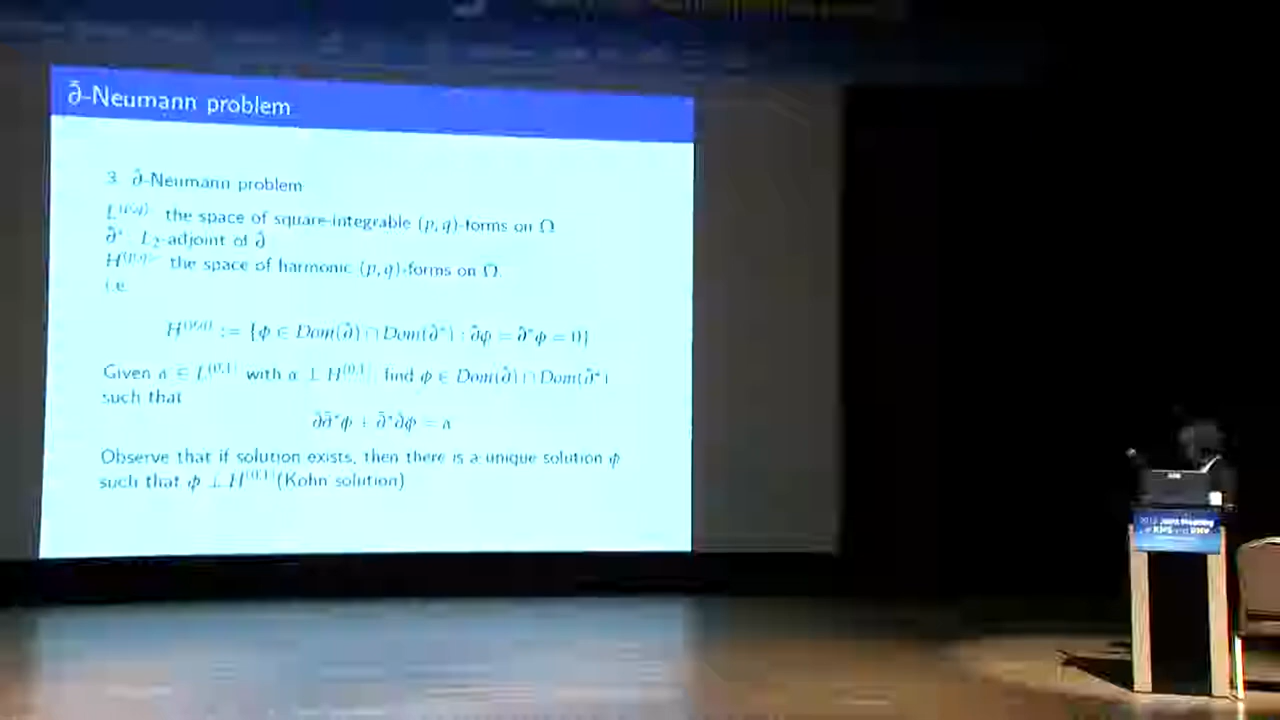 ∂̄-Neumann problem
3. ∂̄-Neumann problem
L^{(p,q)} the space of square-integrable (p, q)-forms on Ω
∂̄* L₂-adjoint of ∂̄
H^{(p,q)} the space of harmonic (p, q)-forms on Ω.
i.e.
H^{(p,q)} := {ϕ ∈ Dom(∂̄) ∩ Dom(∂̄*) : ∂̄ϕ = ∂̄*ϕ = 0}
Given α ∈ L^{(0,1)} with α ⊥ H^{(0,1)} find ϕ ∈ Dom(∂̄) ∩ Dom(∂̄*)
such that
∂̄∂̄*ϕ + ∂̄*∂̄ϕ = α
Observe that if solution exists, then there is a unique solution ϕ
such that ϕ ⊥ H^{(0,1)} (Kohn solution)
Joint Meeting